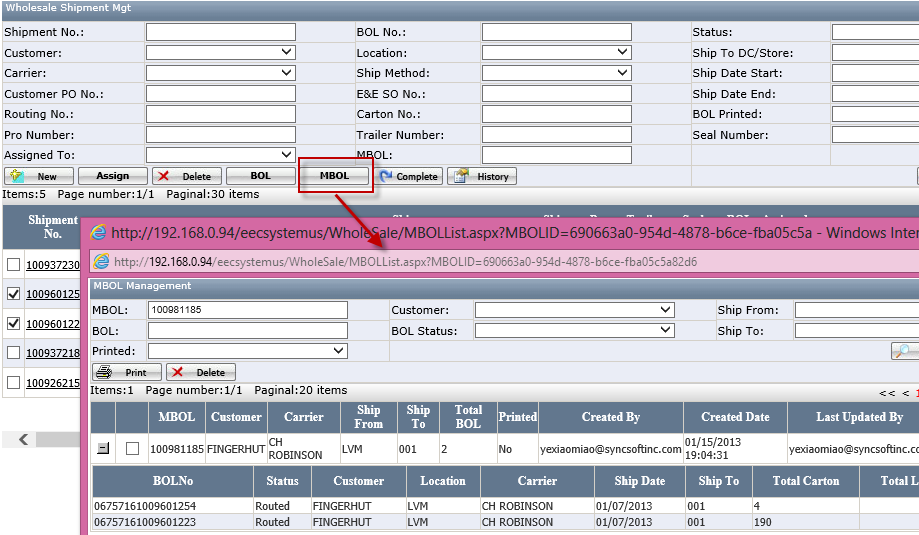 Wholesale Shipment Mgt
Shipment No.: BOL No.: Status:
Customer: Location: Ship To DC/Store:
Carrier: Ship Method: Ship Date Start:
Customer PO No.: E&E SO No.: Ship Date End:
Routing No.: Carton No.: BOL Printed:
Pro Number: Trailer Number: Seal Number:
Assigned To: MBOL:
New Assign Delete BOL MBOL Complete History
Items:5 Page number:1/1 Paginal:30 items
Shipment
No.
http://192.168.0.94/eecsystemus/WholeSale/MBOLList.aspx?MBOLID=690663a0-954d-4878-b6ce-fba05c5a - Windows Inter
http://192.168.0.94/eecsystemus/WholeSale/MBOLList.aspx?MBOLID=690663a0-954d-4878-b6ce-fba05c5a82d6
100937230
100960125
100960122
100937218
100926215
MBOL Management
MBOL: 100981185 Customer: Ship From:
BOL: BOL Status: Ship To:
Printed:
Print Delete
Items:1 Page number:1/1 Paginal:20 items << < 1
MBOL Customer Carrier Ship From Ship To Total BOL Printed Created By Created Date Last Updated By
100981185 FINGERHUT CH ROBINSON LVM 001 2 No yexiaomiao@syncsoftinc.com 01/15/2013 19:04:31 yexiaomiao@syncsoftinc.
BOLNo Status Customer Location Carrier Ship Date Ship To Total Carton Total L
06757161009601254 Routed FINGERHUT LVM CH ROBINSON 01/07/2013 001 4
06757161009601223 Routed FINGERHUT LVM CH ROBINSON 01/07/2013 001 190